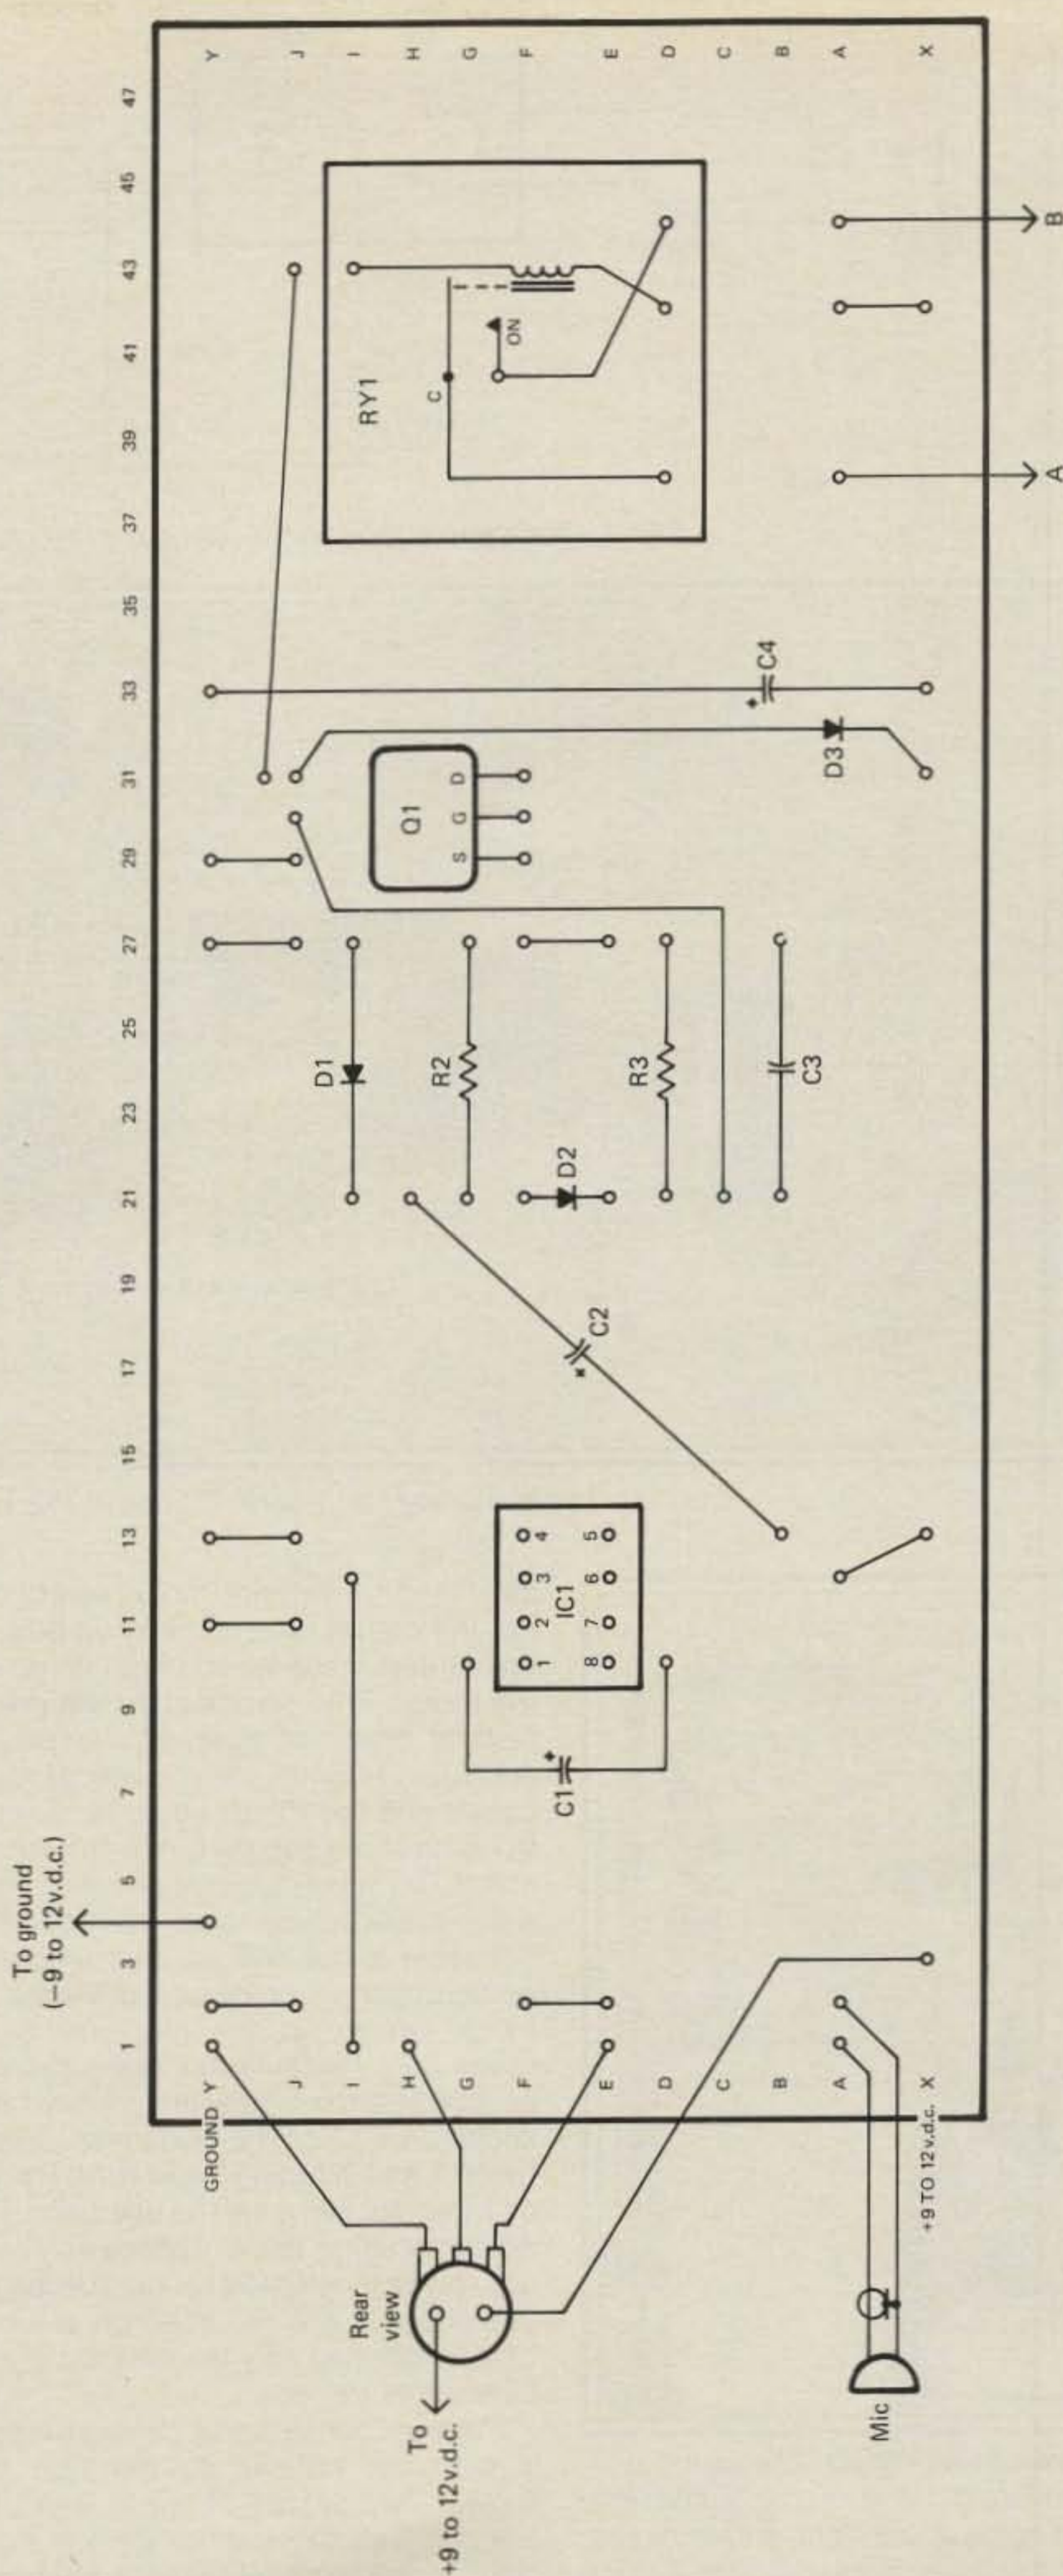 To ground
(−9 to 12v.d.c.)
1 3 5 7 9 11 13 15 17 19 21 23 25 27 29 31 33 35 37 39 41 43 45 47
GROUND Y Y
J J
I I
D1
RY1
Rear
view
H H
Q1
R2
C
To
+9 to 12v.d.c.
G G
S G D
ON
F F
1 2 3 4
C1
IC1
D2
8 7 6 5
C2
E E
R3
D D
C C
C4
B B
C3
D3
A A
Mic
+9 TO 12v.d.c. X X
A B